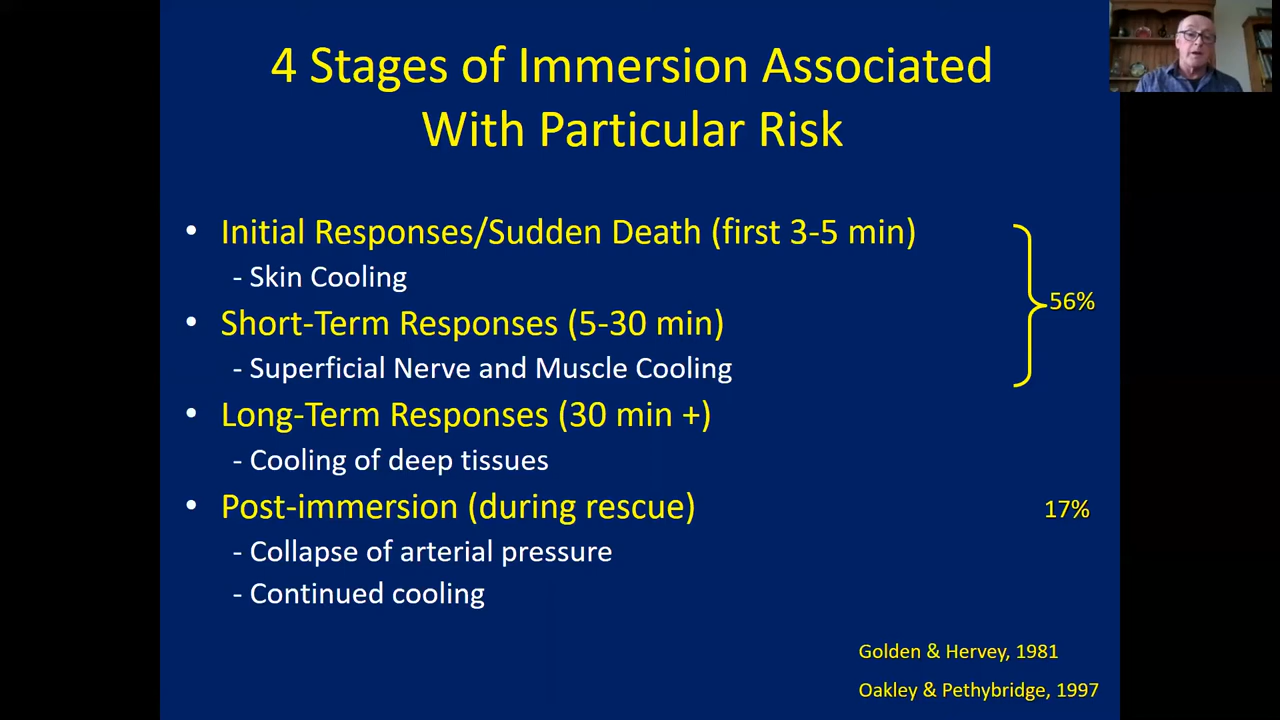 4 Stages of Immersion Associated
With Particular Risk
• Initial Responses/Sudden Death (first 3-5 min)
- Skin Cooling
• Short-Term Responses (5-30 min)
56%
- Superficial Nerve and Muscle Cooling
• Long-Term Responses (30 min +)
- Cooling of deep tissues
• Post-immersion (during rescue)
17%
- Collapse of arterial pressure
- Continued cooling
Golden & Hervey, 1981
Oakley & Pethybridge, 1997